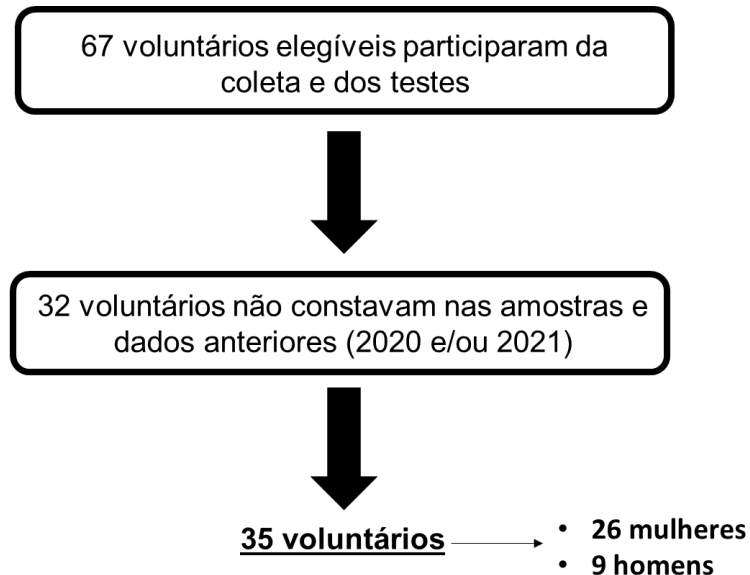 67 voluntários elegíveis participaram da
coleta e dos testes
32 voluntários não constavam nas amostras e
dados anteriores (2020 e/ou 2021)
35 voluntários
• 26 mulheres
• 9 homens